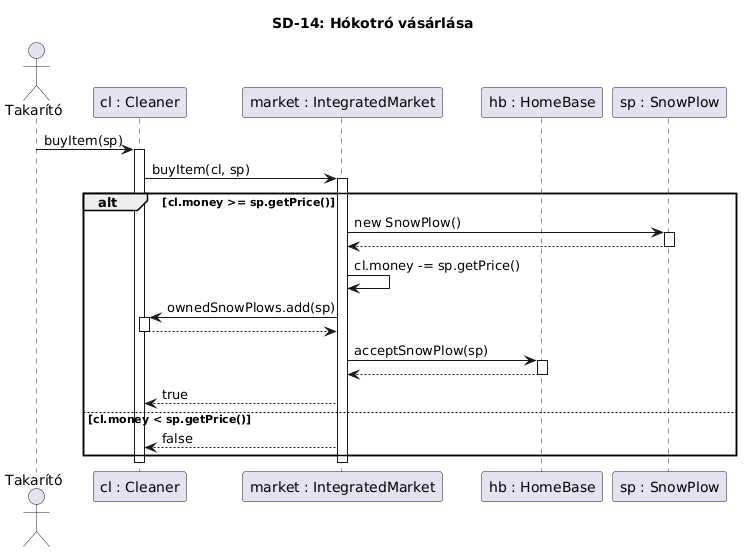 SD-14: Hókotró vásárlása
Takarító
cl : Cleaner
market : IntegratedMarket
hb : HomeBase
sp : SnowPlow
buyItem(sp)
buyItem(cl, sp)
alt
[cl.money >= sp.getPrice()]
new SnowPlow()
cl.money -= sp.getPrice()
ownedSnowPlows.add(sp)
acceptSnowPlow(sp)
true
[cl.money < sp.getPrice()]
false
Takarító
cl : Cleaner
market : IntegratedMarket
hb : HomeBase
sp : SnowPlow